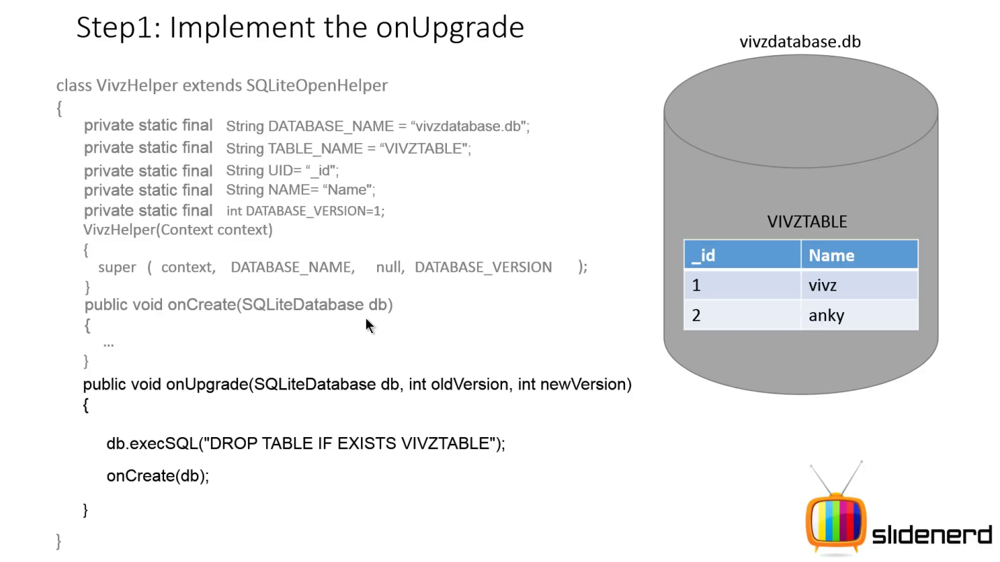 Step1: Implement the onUpgrade
vivzdatabase.db
class VivzHelper extends SQLiteOpenHelper
{
private static final String DATABASE_NAME = “vivzdatabase.db";
private static final String TABLE_NAME = “VIVZTABLE";
private static final String UID= “_id";
private static final String NAME= “Name";
private static final int DATABASE_VERSION=1;
VivzHelper(Context context)
{
super ( context, DATABASE_NAME, null, DATABASE_VERSION );
}
public void onCreate(SQLiteDatabase db)
{
...
}
public void onUpgrade(SQLiteDatabase db, int oldVersion, int newVersion)
{
db.execSQL("DROP TABLE IF EXISTS VIVZTABLE");
onCreate(db);
}
}
VIVZTABLE
_id Name
1 vivz
2 anky
slidenerd